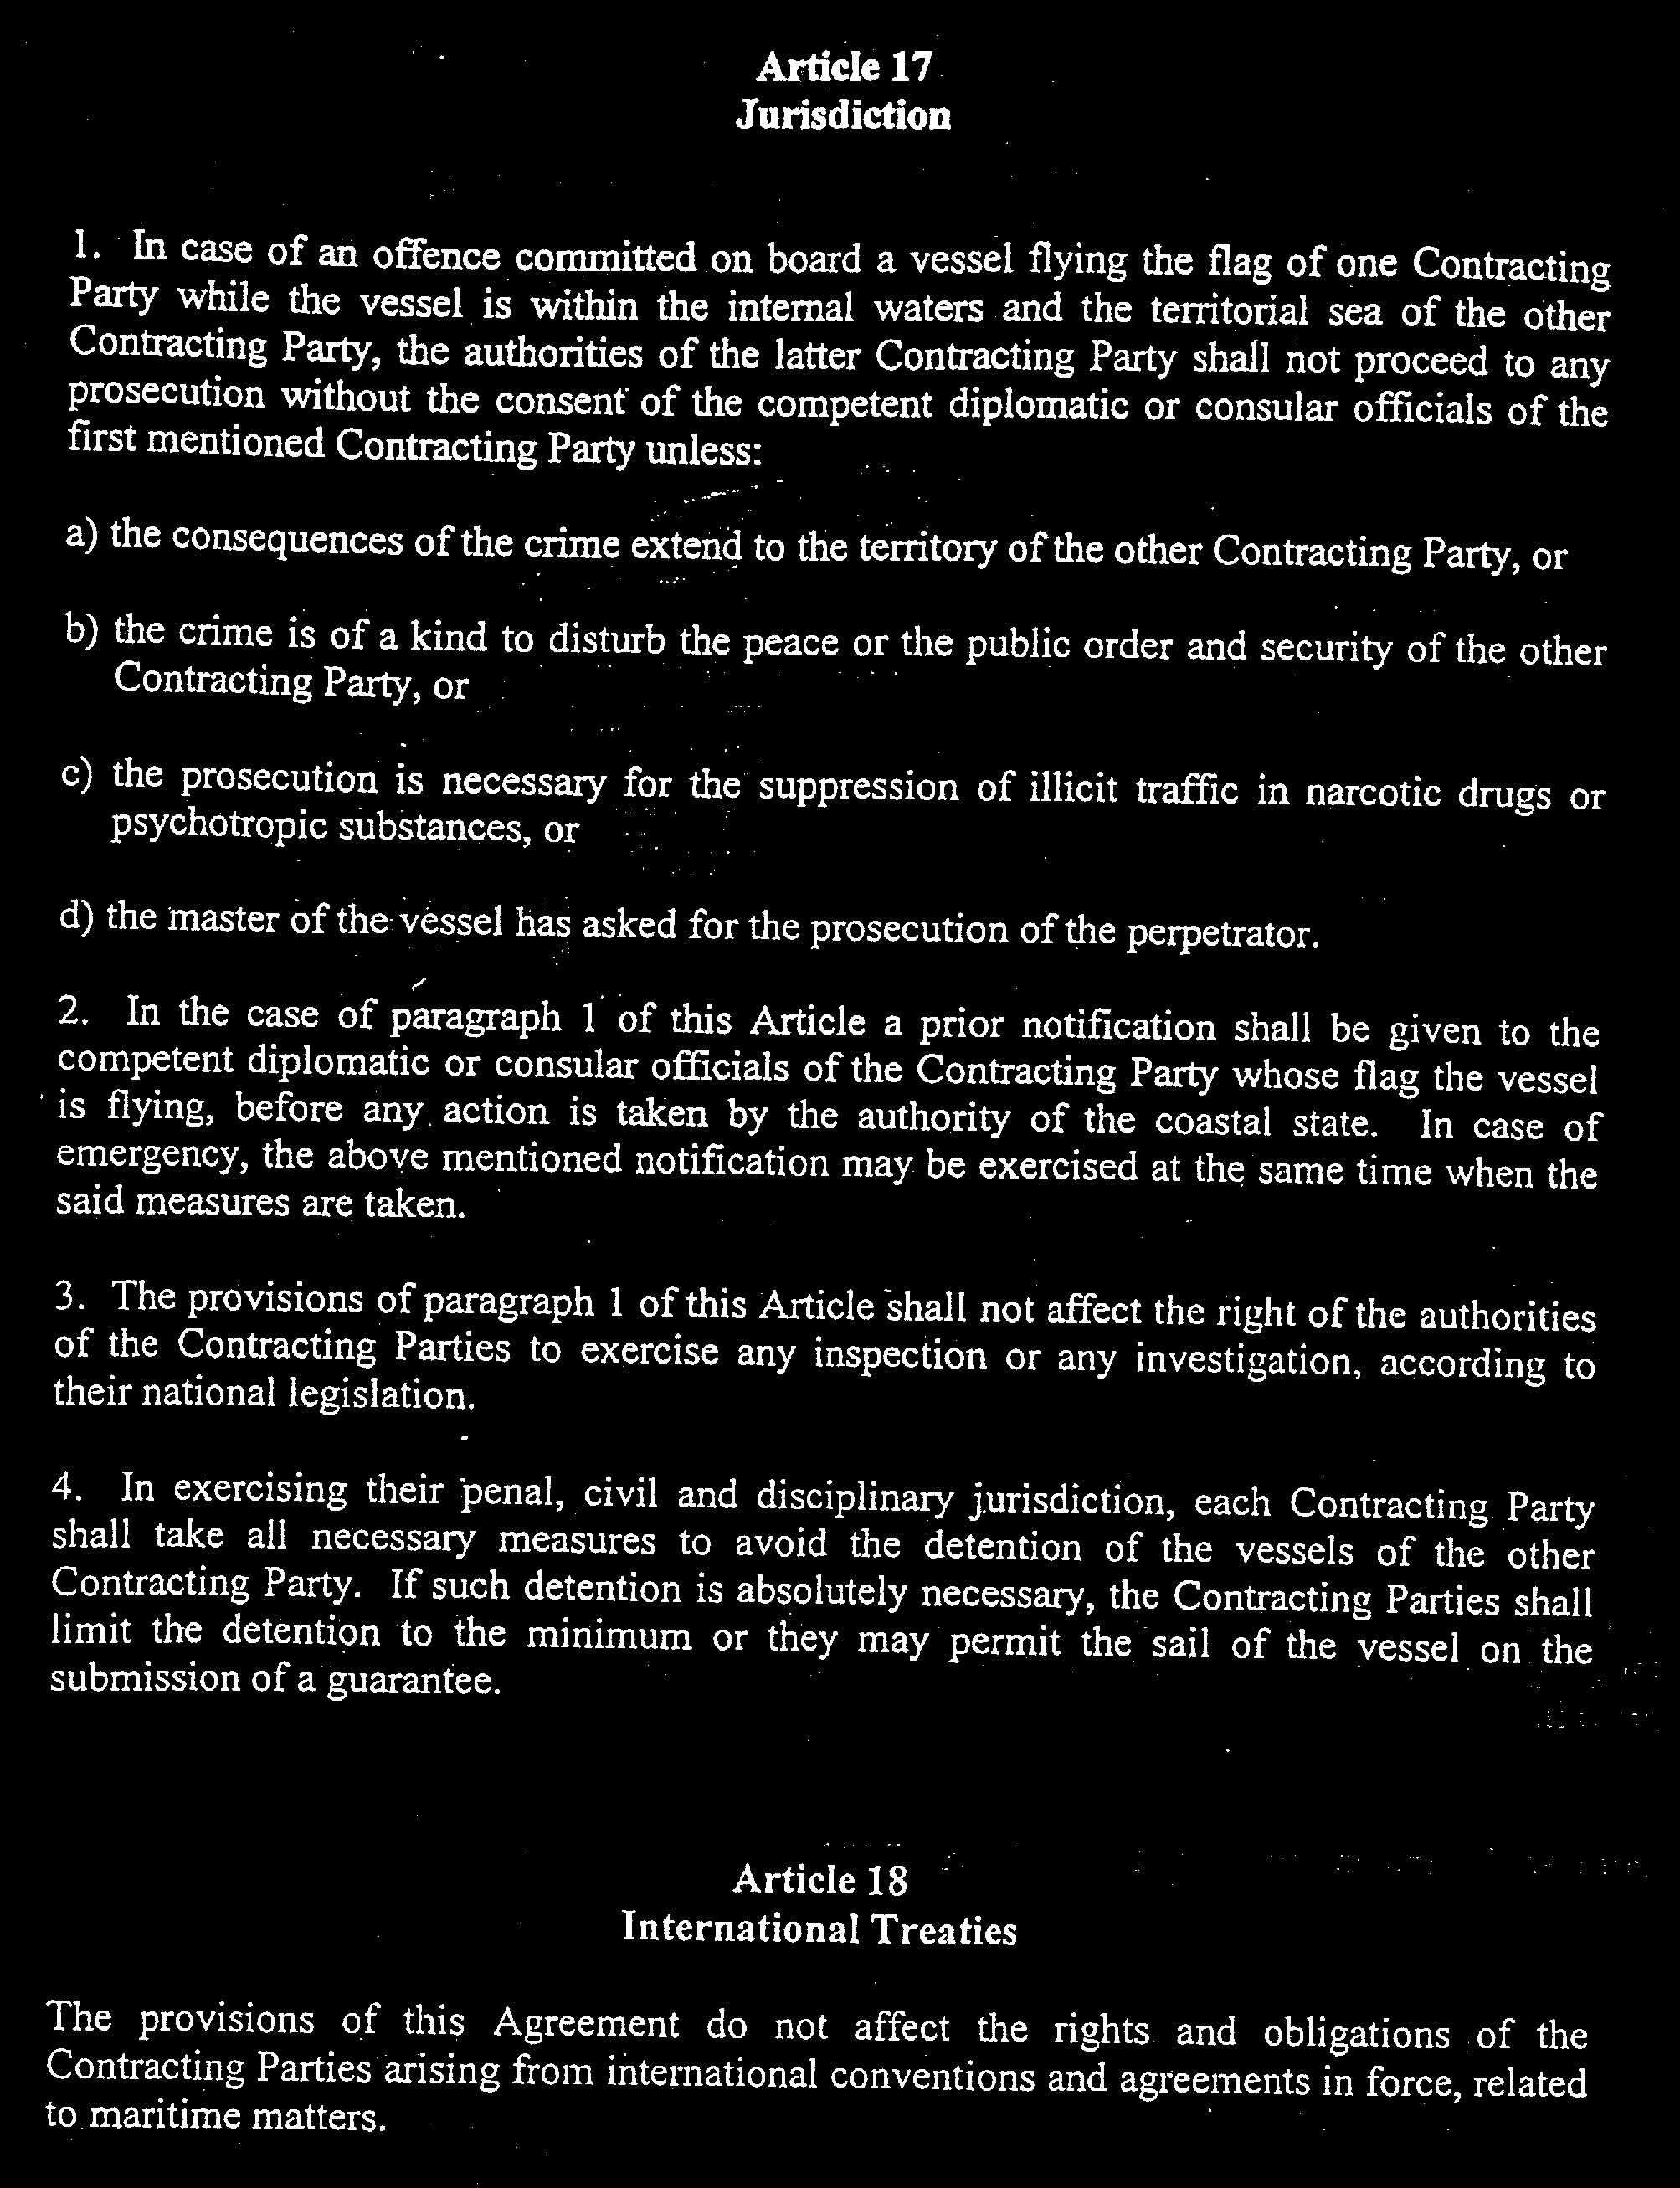 Article 17
Jurisdiction
1. In case of an offence committed on board a vessel flying the flag of one Contracting
Party while the vessel is within the internal waters and the territorial sea of the other
Contracting Party, the authorities of the latter Contracting Party shall not proceed to any
prosecution without the consent of the competent diplomatic or consular officials of the
first mentioned Contracting Party unless:
a) the consequences of the crime extend to the territory of the other Contracting Party, or
b) the crime is of a kind to disturb the peace or the public order and security of the other
Contracting Party, or
c) the prosecution is necessary for the suppression of illicit traffic in narcotic drugs or
psychotropic substances, or
d) the master of the vessel has asked for the prosecution of the perpetrator.
2. In the case of paragraph 1 of this Article a prior notification shall be given to the
competent diplomatic or consular officials of the Contracting Party whose flag the vessel
is flying, before any action is taken by the authority of the coastal state. In case of
emergency, the above mentioned notification may be exercised at the same time when the
said measures are taken.
3. The provisions of paragraph 1 of this Article shall not affect the right of the authorities
of the Contracting Parties to exercise any inspection or any investigation, according to
their national legislation.
4. In exercising their penal, civil and disciplinary jurisdiction, each Contracting Party
shall take all necessary measures to avoid the detention of the vessels of the other
Contracting Party. If such detention is absolutely necessary, the Contracting Parties shall
limit the detention to the minimum or they may permit the sail of the vessel on the
submission of a guarantee.
Article 18
International Treaties
The provisions of this Agreement do not affect the rights and obligations of the
Contracting Parties arising from international conventions and agreements in force, related
to maritime matters.